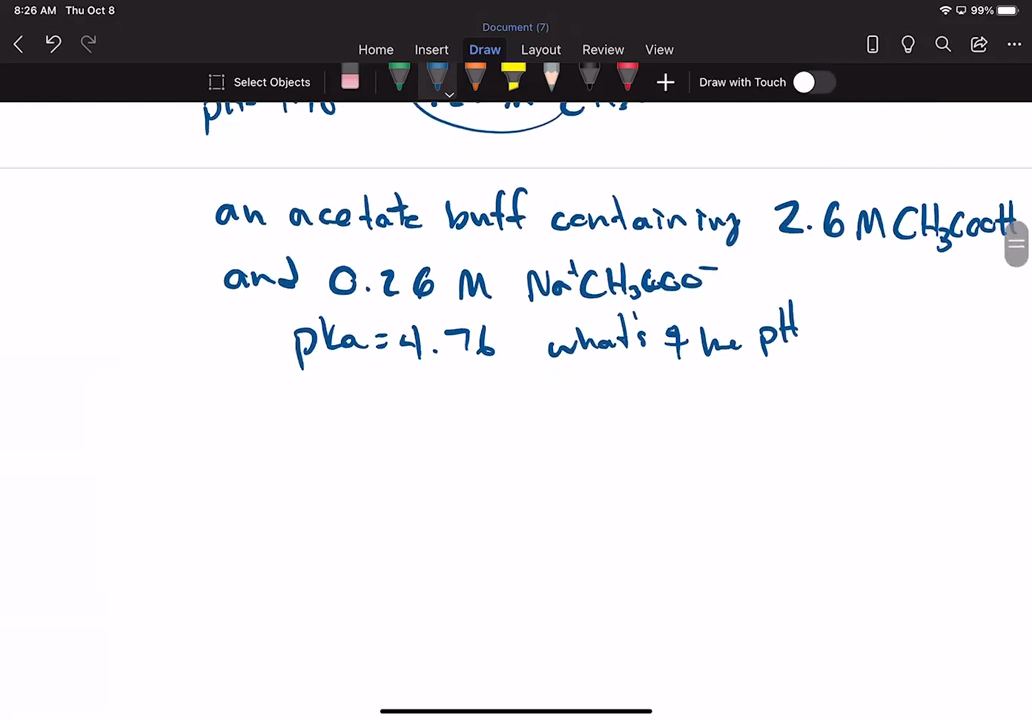 8:26 AM Thu Oct 8
99%
Document (7)
Home Insert Draw Layout Review View
Select Objects
Draw with Touch
an acetate buff containing 2.6 M CH3COOH
and 0.26 M Na+CH3COO-
pKa = 4.76 what's the pH